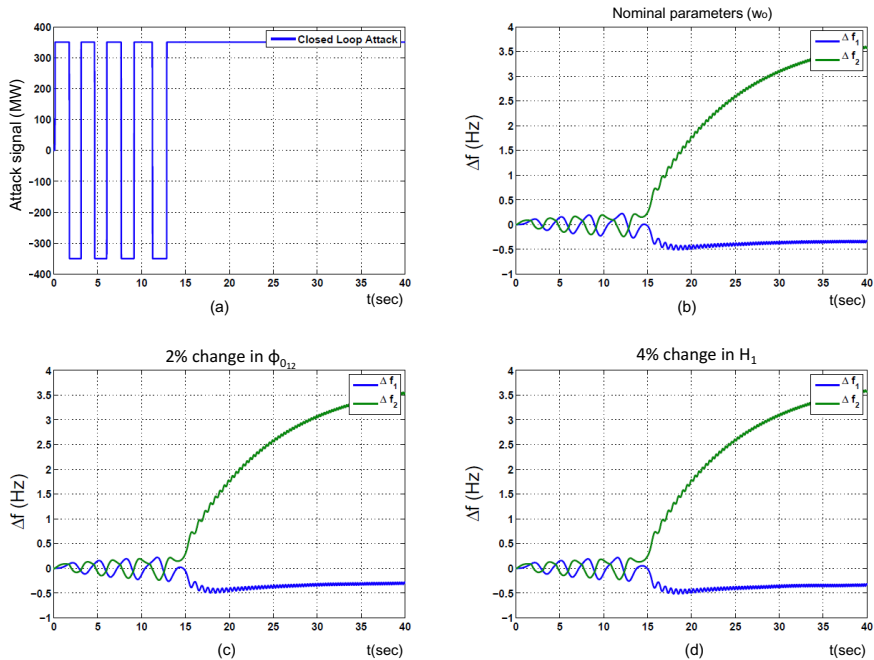 Closed Loop Attack
Attack signal (MW)
400
300
200
100
0
−100
−200
−300
−400
0 5 10 15 20 25 30 35 40
t(sec)
(a)
Nominal parameters (w₀)
Δ f₁
Δ f₂
Δf (Hz)
4
3.5
3
2.5
2
1.5
1
0.5
0
−0.5
1
0 5 10 15 20 25 30 35 40
t(sec)
(b)
2% change in ϕ₀₁₂
Δ f₁
Δ f₂
Δf (Hz)
4
3.5
3
2.5
2
1.5
1
0.5
0
−0.5
1
0 5 10 15 20 25 30 35 40
t(sec)
(c)
4% change in H₁
Δ f₁
Δ f₂
Δf (Hz)
4
3.5
3
2.5
2
1.5
1
0.5
0
−0.5
1
0 5 10 15 20 25 30 35 40
t(sec)
(d)